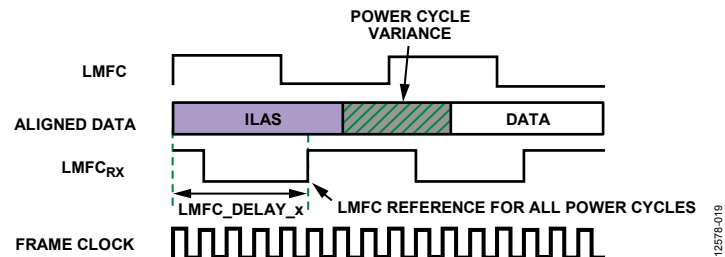 POWER CYCLE
VARIANCE
LMFC
ALIGNED DATA
ILAS
DATA
LMFCRX
LMFC_DELAY_x
LMFC REFERENCE FOR ALL POWER CYCLES
FRAME CLOCK
12578-019